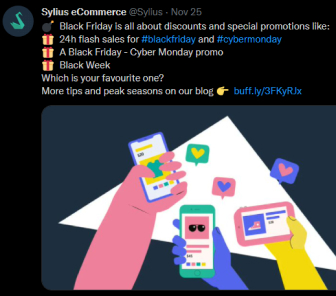 Sylius eCommerce @Sylius · Nov 25
💣 Black Friday is all about discounts and special promotions like:
🎁 24h flash sales for #blackfriday and #cybermonday
🎁 A Black Friday - Cyber Monday promo
🎁 Black Week
Which is your favourite one?
More tips and peak seasons on our blog 👉 buff.ly/3FKyRJx